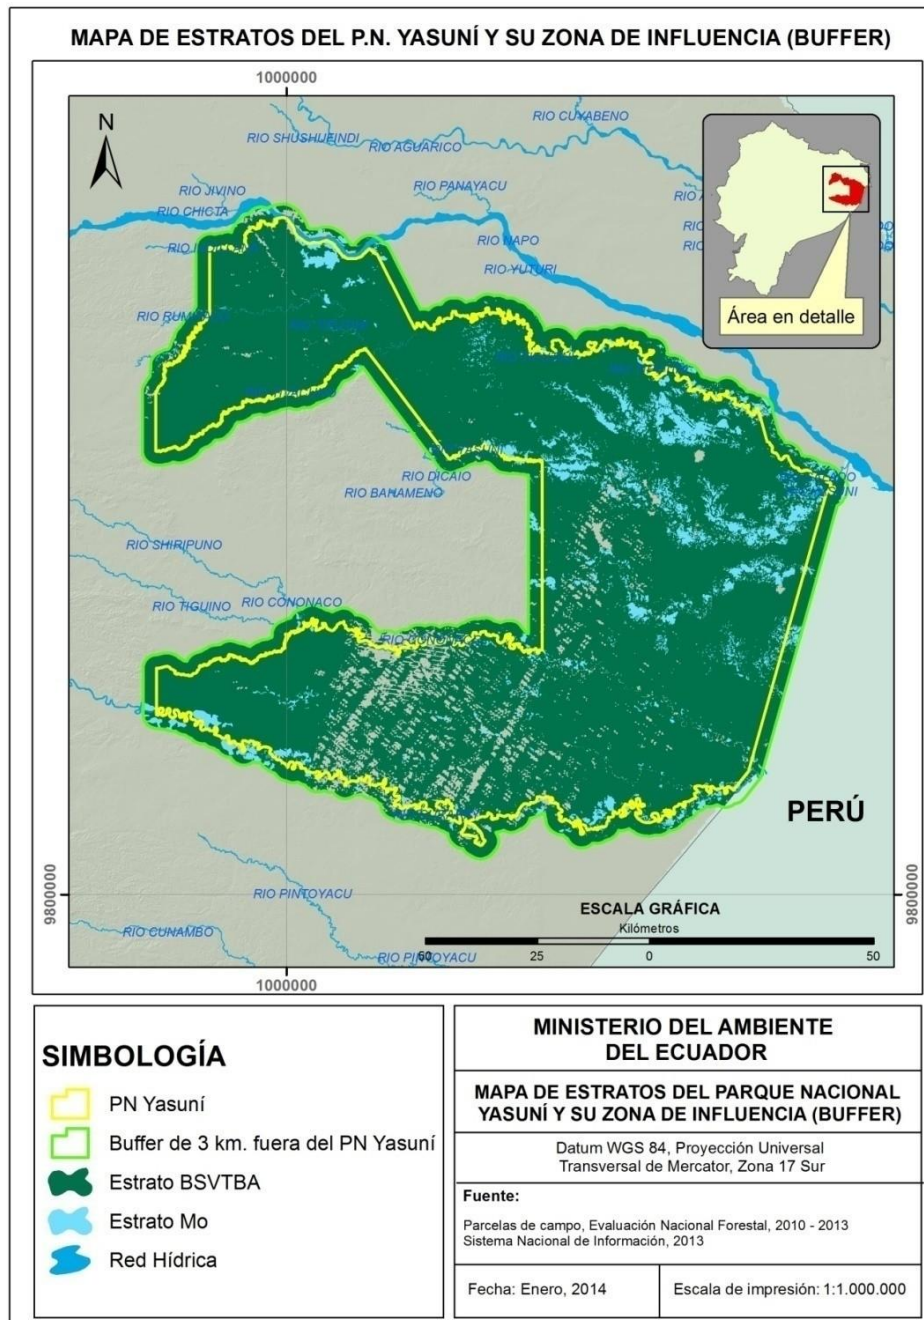 MAPA DE ESTRATOS DEL P.N. YASUNÍ Y SU ZONA DE INFLUENCIA (BUFFER)
1000000
N
RIO CUYABENO
RIO SHUSHUFINDI
RIO AGUARICO
RIO PANAYACU
RIO JIVINO
RIO CHICTA
RIO NAPO
RIO YUTURI
Área en detalle
RIO DICAIO
RIO BAHAMENO
RIO SHIRIPUNO
RIO TIGUINO
RIO CONONACO
PERÚ
9800000
9800000
RIO PINTOYACU
RIO CUNAMBO
RIO PINTOYACU
ESCALA GRÁFICA
Kilómetros
50 25 0 50
1000000
SIMBOLOGÍA
PN Yasuní
Buffer de 3 km. fuera del PN Yasuní
Estrato BSVTBA
Estrato Mo
Red Hídrica
MINISTERIO DEL AMBIENTE
DEL ECUADOR
MAPA DE ESTRATOS DEL PARQUE NACIONAL
YASUNÍ Y SU ZONA DE INFLUENCIA (BUFFER)
Datum WGS 84, Proyección Universal
Transversal de Mercator, Zona 17 Sur
Fuente:
Parcelas de campo, Evaluación Nacional Forestal, 2010 - 2013
Sistema Nacional de Información, 2013
Fecha: Enero, 2014
Escala de impresión: 1:1.000.000